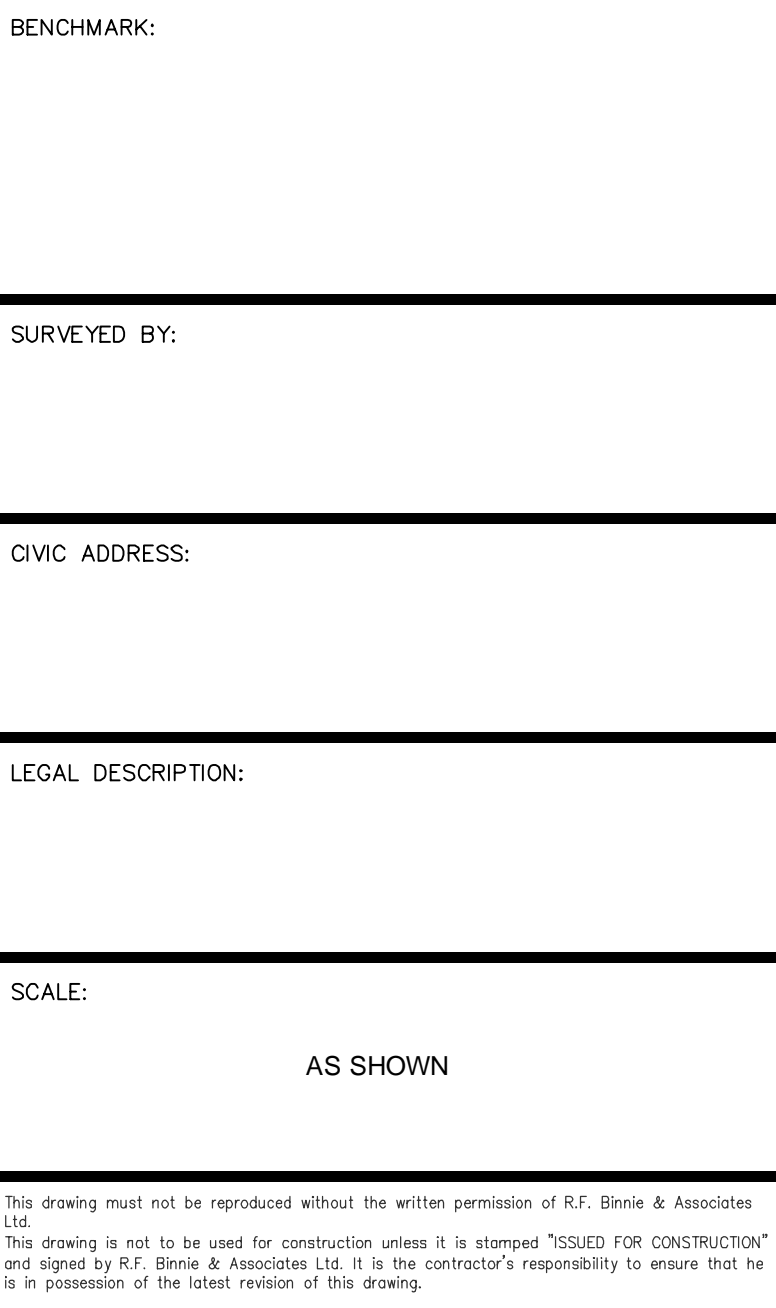 BENCHMARK:
SURVEYED BY:
CIVIC ADDRESS:
LEGAL DESCRIPTION:
SCALE:
AS SHOWN
This drawing must not be reproduced without the written permission of R.F. Binnie & Associates
Ltd.
This drawing is not to be used for construction unless it is stamped "ISSUED FOR CONSTRUCTION"
and signed by R.F. Binnie & Associates Ltd. It is the contractor's responsibility to ensure that he
is in possession of the latest revision of this drawing.